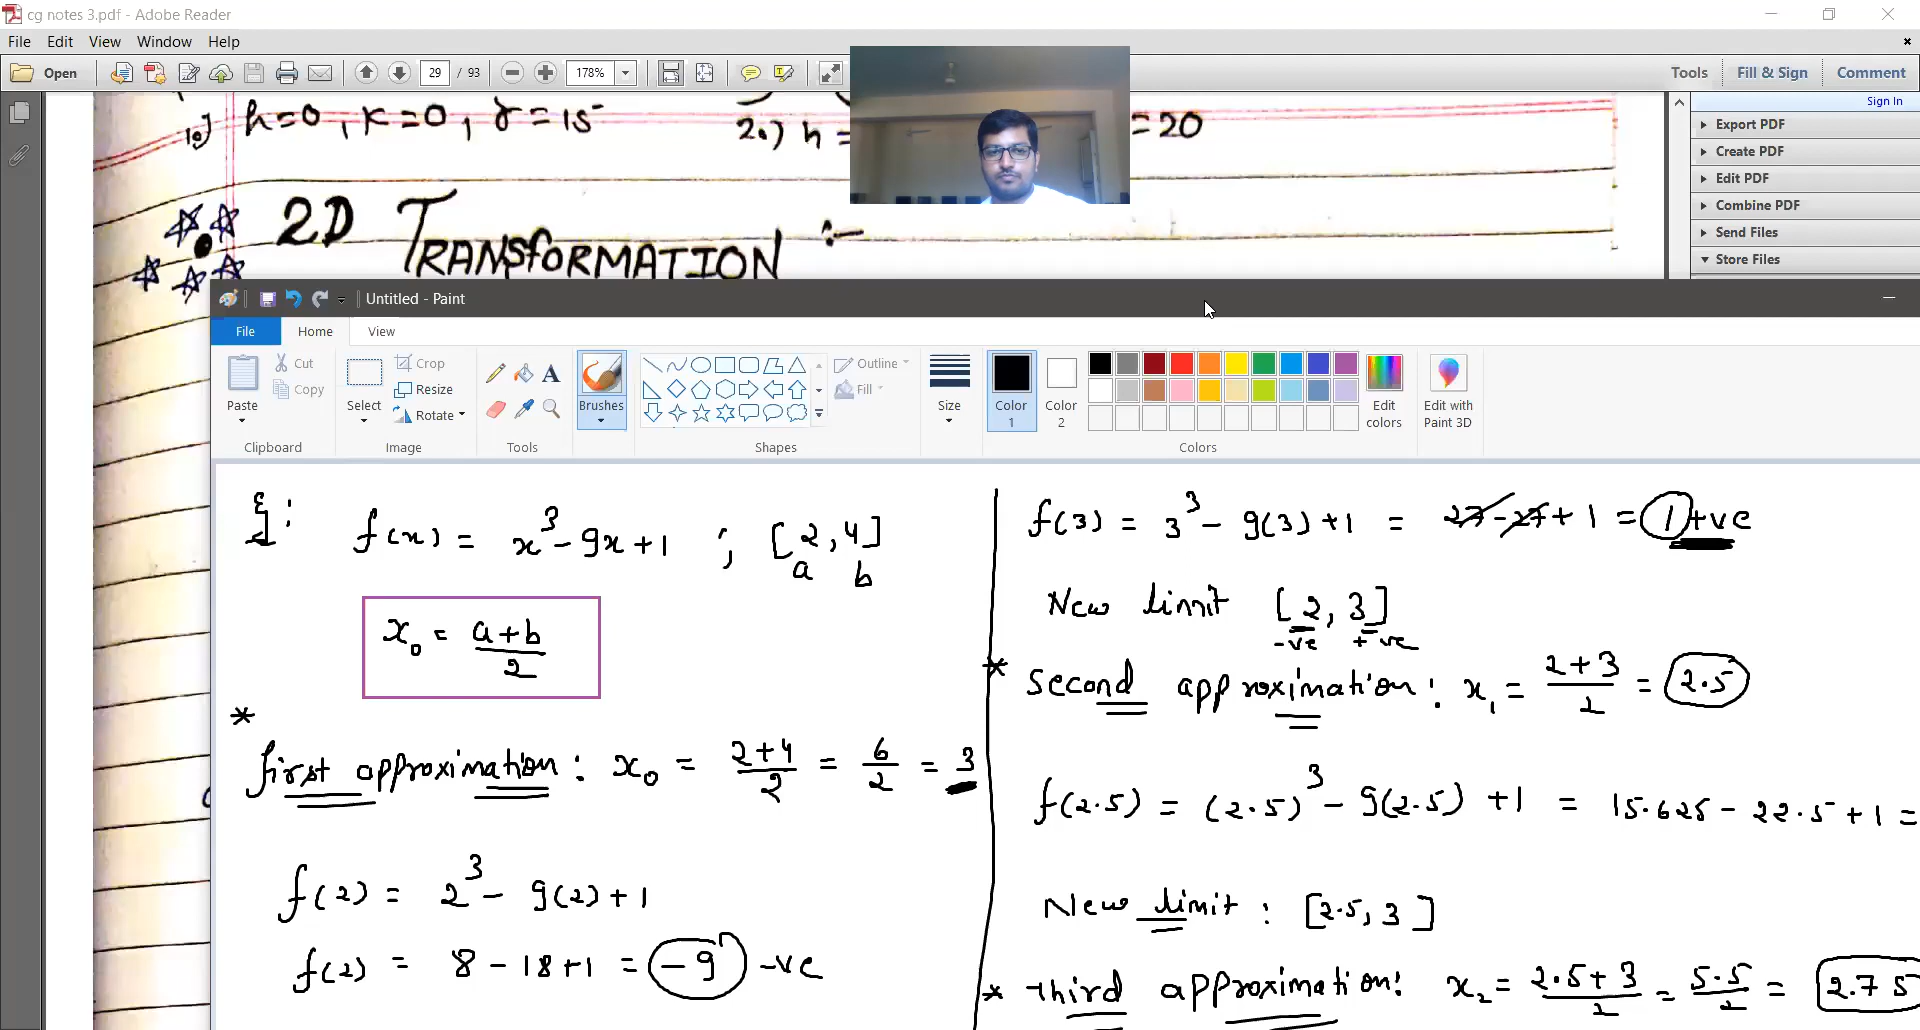 cg notes 3.pdf - Adobe Reader
File Edit View Window Help
Open 29 / 93 178% Tools Fill & Sign Comment
Sign In
Export PDF
Create PDF
Edit PDF
Combine PDF
Send Files
Store Files
19) h=0, k=0, r=15
20) h = =20
2D TRANSFORMATION :-
Untitled - Paint
File Home View
Cut
Copy
Paste
Clipboard
Select
Crop
Resize
Rotate
Image
Tools
Brushes
Outline
Fill
Shapes
Size
Color 1
Color 2
Edit colors
Colors
Edit with Paint 3D
f(x) = x³ - 9x + 1 ; [2, 4]
a b
x₀ = a+b/2
* first approximation : x₀ = 2+4/2 = 6/2 = 3
f(2) = 2³ - 9(2) + 1
f(2) = 8 - 18 + 1 = -9 -ve
f(3) = 3³ - 9(3) + 1 = 27 - 27 + 1 = 1 +ve
New limit [2, 3]
-ve +ve
* Second approximation : x₁ = 2+3/2 = 2.5
f(2.5) = (2.5)³ - 9(2.5) + 1 = 15.625 - 22.5 + 1 =
New limit : [2.5, 3]
* third approximation : x₂ = 2.5+3/2 = 5.5/2 = 2.75